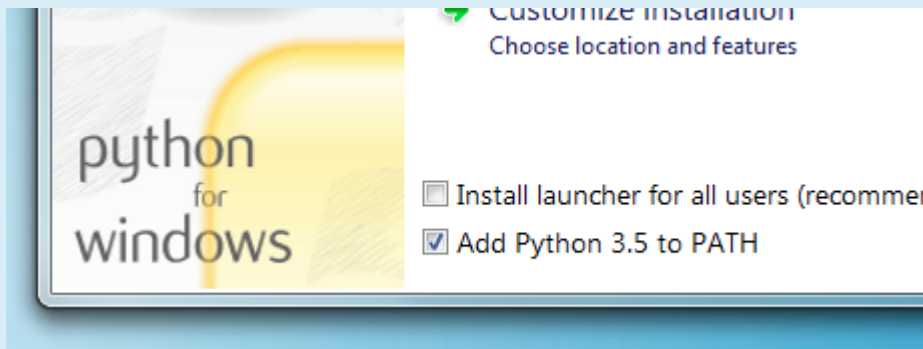 Customize installation
Choose location and features
python
for
windows
Install launcher for all users (recommen
Add Python 3.5 to PATH